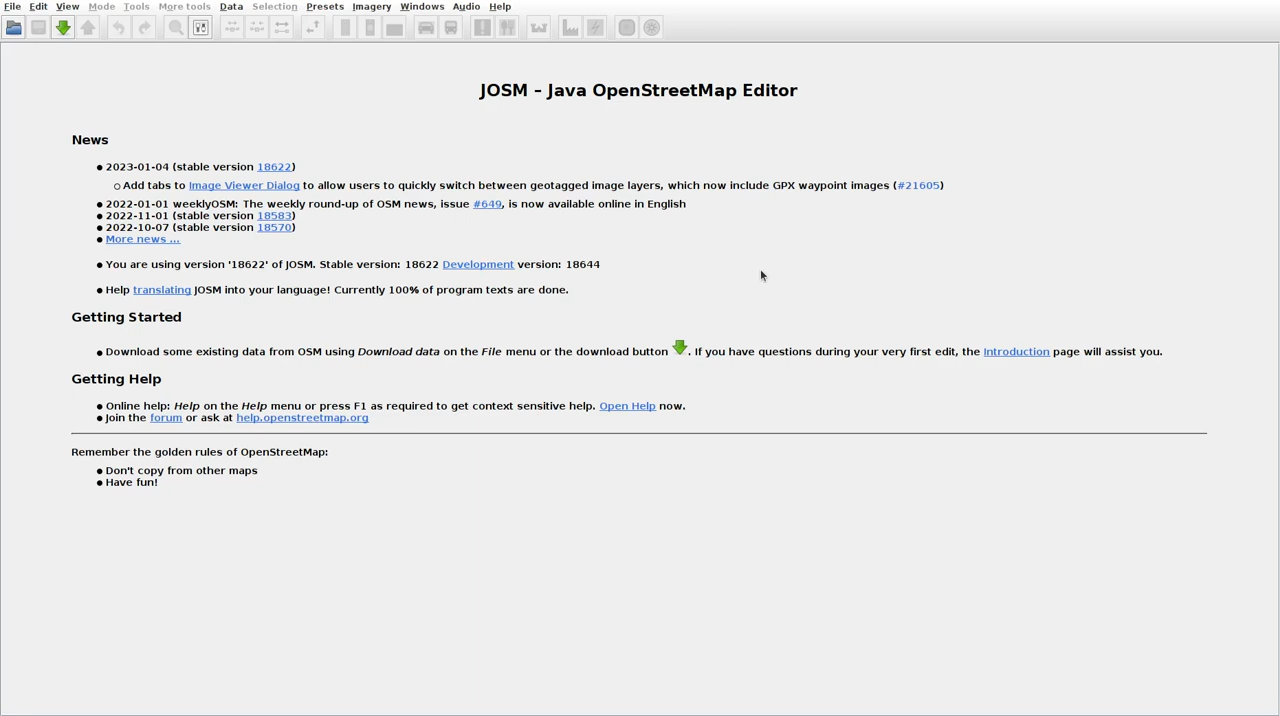 File Edit View Mode Tools More tools Data Selection Presets Imagery Windows Audio Help
JOSM – Java OpenStreetMap Editor
News
2023-01-04 (stable version 18622)
Add tabs to Image Viewer Dialog to allow users to quickly switch between geotagged image layers, which now include GPX waypoint images (#21605)
2022-01-01 weeklyOSM: The weekly round-up of OSM news, issue #649, is now available online in English
2022-11-01 (stable version 18583)
2022-10-07 (stable version 18570)
More news ...
You are using version '18622' of JOSM. Stable version: 18622 Development version: 18644
Help translating JOSM into your language! Currently 100% of program texts are done.
Getting Started
Download some existing data from OSM using Download data on the File menu or the download button . If you have questions during your very first edit, the Introduction page will assist you.
Getting Help
Online help: Help on the Help menu or press F1 as required to get context sensitive help. Open Help now.
Join the forum or ask at help.openstreetmap.org
Remember the golden rules of OpenStreetMap:
Don't copy from other maps
Have fun!